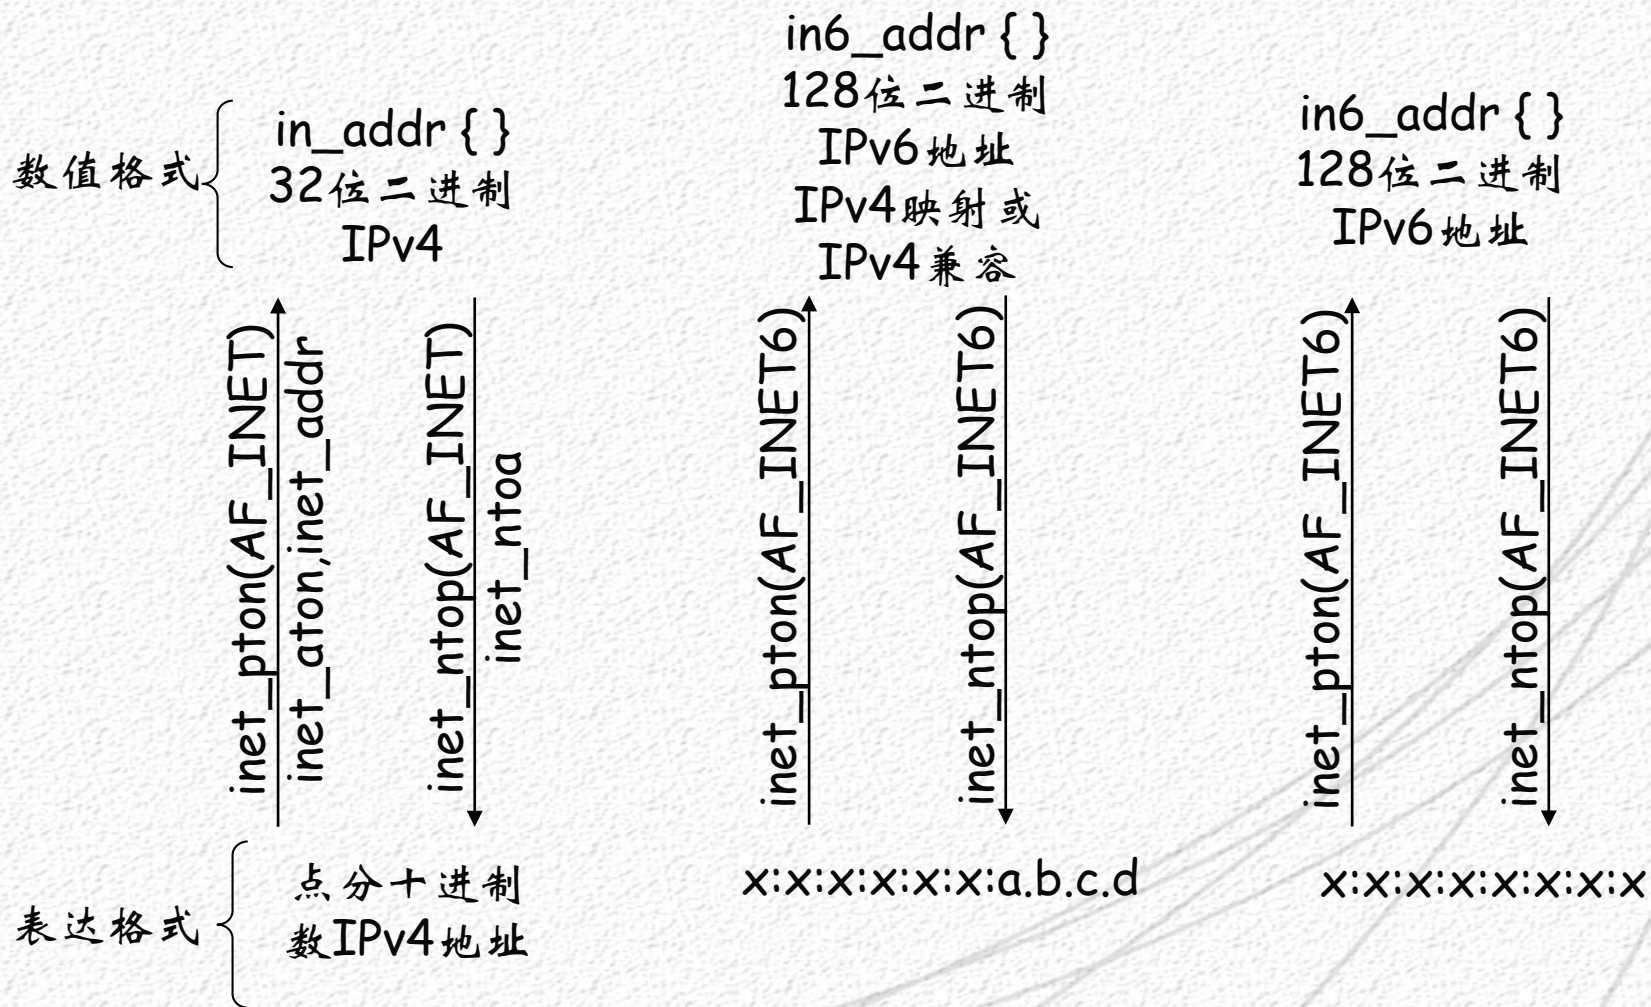 数值格式
in_addr { }
32位二进制
IPv4
in6_addr { }
128位二进制
IPv6地址
IPv4映射或
IPv4兼容
in6_addr { }
128位二进制
IPv6地址
inet_pton(AF_INET)
inet_aton,inet_addr
inet_ntop(AF_INET)
inet_ntoa
inet_pton(AF_INET6)
inet_ntop(AF_INET6)
inet_pton(AF_INET6)
inet_ntop(AF_INET6)
表达格式
点分十进制
数IPv4地址
x:x:x:x:x:x:a.b.c.d
x:x:x:x:x:x:x:x